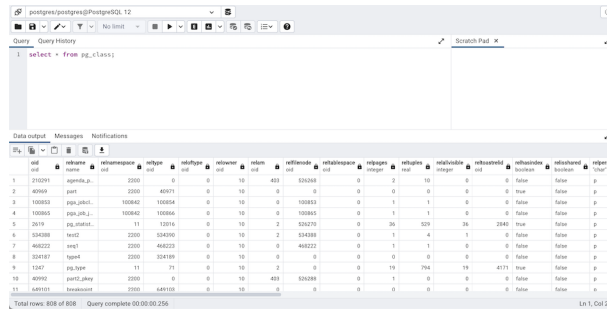 postgres/postgres@PostgreSQL 12
No limit
Query Query History
Scratch Pad
1 select * from pg_class;
Data output Messages Notifications
oid relname relnamespace reltype reloftype relowner relam relfilenode reltablespace relpages reltuples relallvisible reltoastrelid relhasindex relisshared relper
oid name oid oid oid oid oid oid oid integer real integer oid boolean boolean "char"
1 210291 agenda_p... 2200 0 0 10 403 526268 0 2 10 0 0 false false p
2 40969 part 2200 40971 0 10 0 0 0 0 0 0 0 true false p
3 100853 pga_jobcl... 100842 100854 0 10 0 100853 0 1 1 0 0 false false p
4 100865 pga_job_j... 100842 100866 0 10 0 100865 0 1 1 0 0 false false p
5 2619 pg_statist... 11 12016 0 10 2 526270 0 36 529 36 2840 true false p
6 534388 test2 2200 534390 0 10 2 534388 0 1 4 1 0 false false p
7 468222 seq1 2200 468223 0 10 0 468222 0 1 1 0 0 false false p
8 324187 type4 2200 324189 0 10 0 0 0 0 0 0 0 false false p
9 1247 pg_type 11 71 0 10 2 0 0 19 794 19 4171 true false p
10 40992 part2_pkey 2200 0 0 10 403 526280 0 1 0 0 0 false false p
11 649101 breakpoint 2200 649103 0 10 0 0 0 0 0 0 0 false false p
Total rows: 808 of 808 Query complete 00:00:00.256
Ln 1, Col 2